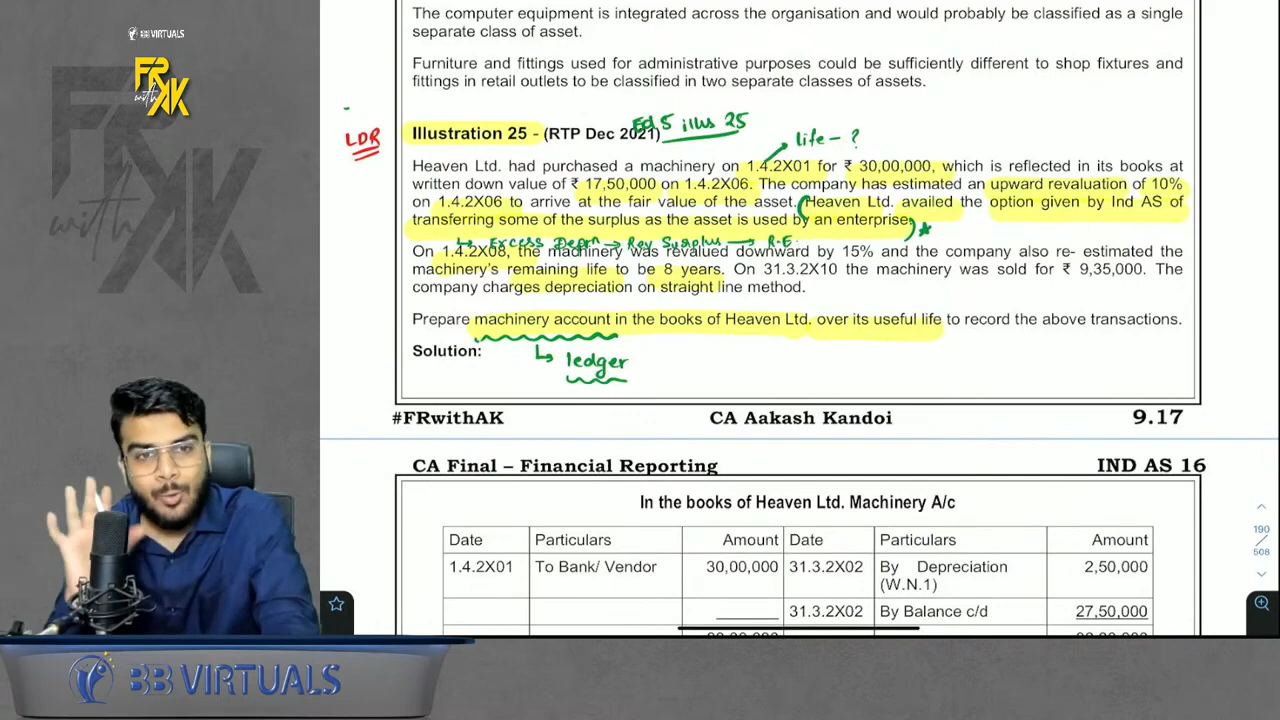 BB VIRTUALS
FR
with
AK
The computer equipment is integrated across the organisation and would probably be classified as a single
separate class of asset.
Furniture and fittings used for administrative purposes could be sufficiently different to shop fixtures and
fittings in retail outlets to be classified in two separate classes of assets.
Ed 5 illus 25
LDR
Illustration 25 - (RTP Dec 2021)
life - ?
Heaven Ltd. had purchased a machinery on 1.4.2X01 for ₹ 30,00,000, which is reflected in its books at
written down value of ₹ 17,50,000 on 1.4.2X06. The company has estimated an upward revaluation of 10%
on 1.4.2X06 to arrive at the fair value of the asset. Heaven Ltd. availed the option given by Ind AS of
transferring some of the surplus as the asset is used by an enterprise.
↳ Excess Deprn → Rev Surplus → R.E.
On 1.4.2X08, the machinery was revalued downward by 15% and the company also re- estimated the
machinery's remaining life to be 8 years. On 31.3.2X10 the machinery was sold for ₹ 9,35,000. The
company charges depreciation on straight line method.
Prepare machinery account in the books of Heaven Ltd. over its useful life to record the above transactions.
Solution:
↳ ledger
#FRwithAK CA Aakash Kandoi 9.17
CA Final – Financial Reporting IND AS 16
In the books of Heaven Ltd. Machinery A/c
Date Particulars Amount Date Particulars Amount
1.4.2X01 To Bank/ Vendor 30,00,000 31.3.2X02 By Depreciation (W.N.1) 2,50,000
31.3.2X02 By Balance c/d 27,50,000
190
/
508
BB VIRTUALS